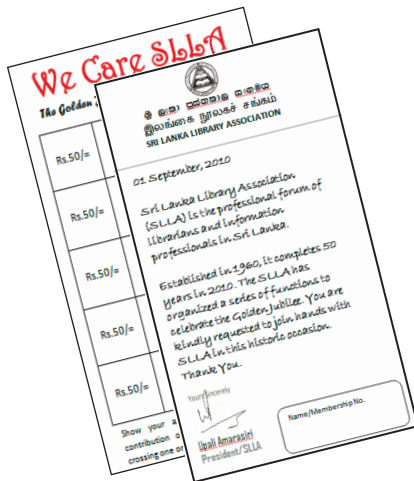 We Care SLLA
The Golden
Rs.50/=
Rs.50/=
Rs.50/=
Rs.50/=
Rs.50/=
Show your a
contribution o
crossing one or
ශ්‍රී ලංකා පුස්තකාල සංගමය
இலங்கை நூலகச் சங்கம்
SRI LANKA LIBRARY ASSOCIATION
01 September, 2010
Sri Lanka Library Association
(SLLA) is the professional forum of
librarians and information
professionals in Sri Lanka.
Established in 1960, it completes 50
years in 2010. The SLLA has
organized a series of functions to
celebrate the Golden Jubilee. You are
kindly requested to join hands with
SLLA in this historic occasion.
Thank You.
Yours Sincerely
Upali Amarasiri
President/SLLA
Name/Membership No.